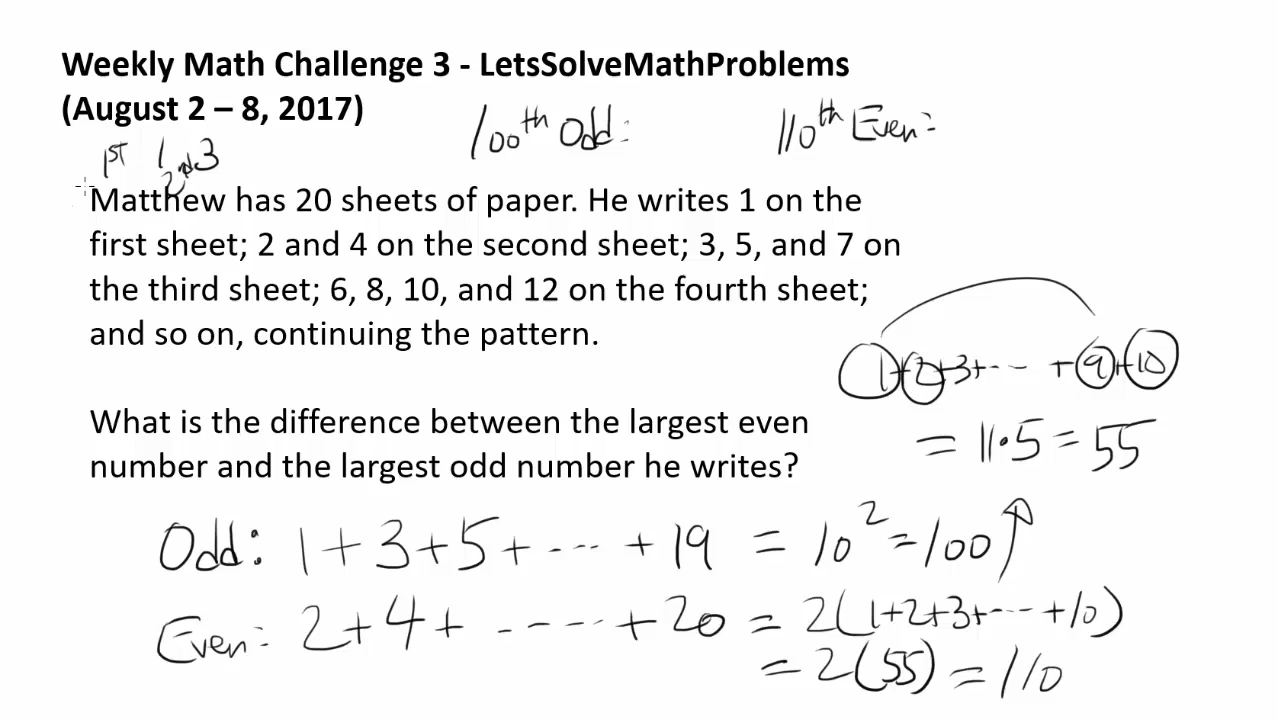 Weekly Math Challenge 3 - LetsSolveMathProblems
(August 2 – 8, 2017)
100th Odd:
110th Even:
1st 1
2nd 3
Matthew has 20 sheets of paper. He writes 1 on the
first sheet; 2 and 4 on the second sheet; 3, 5, and 7 on
the third sheet; 6, 8, 10, and 12 on the fourth sheet;
and so on, continuing the pattern.
1+2+3+... +9+10
= 11·5=55
What is the difference between the largest even
number and the largest odd number he writes?
Odd: 1+3+5+ ... +19 = 10²=100
Even: 2+4+ ..... +20 = 2(1+2+3+... +10)
= 2(55) = 110